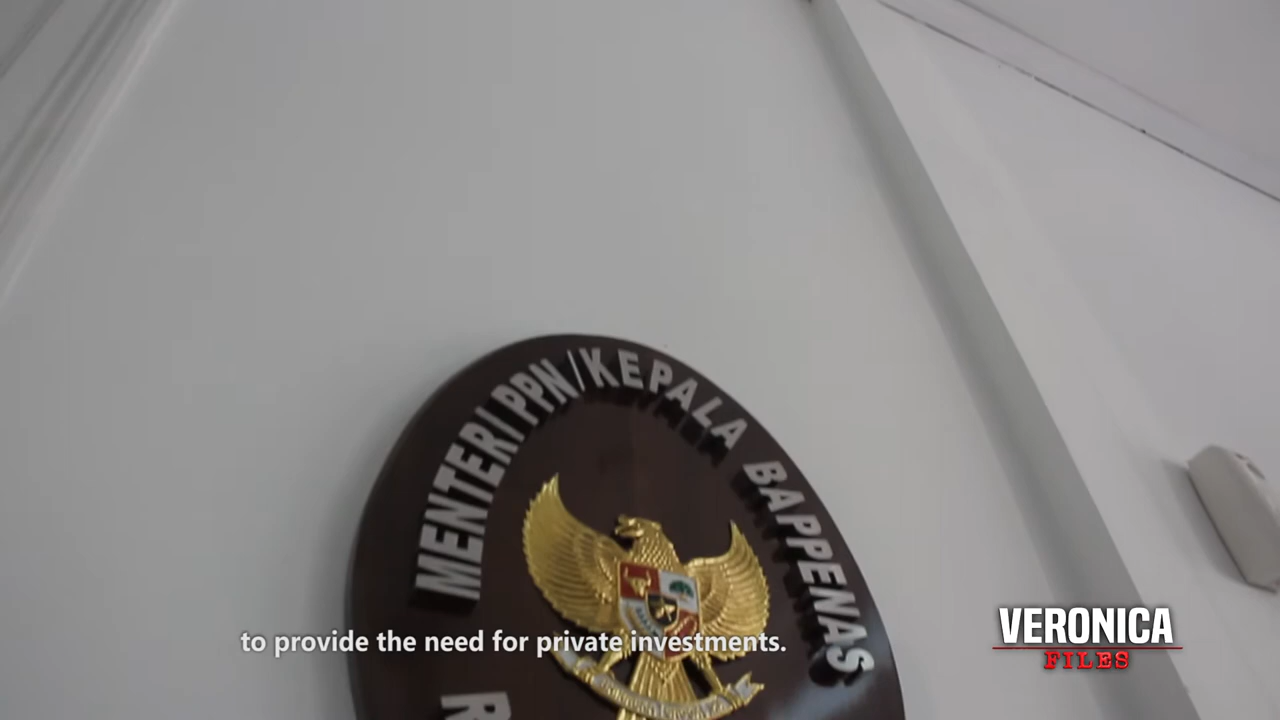 MENTERI PPN/KEPALA BAPPENAS
to provide the need for private investments.
VERONICA
FILES